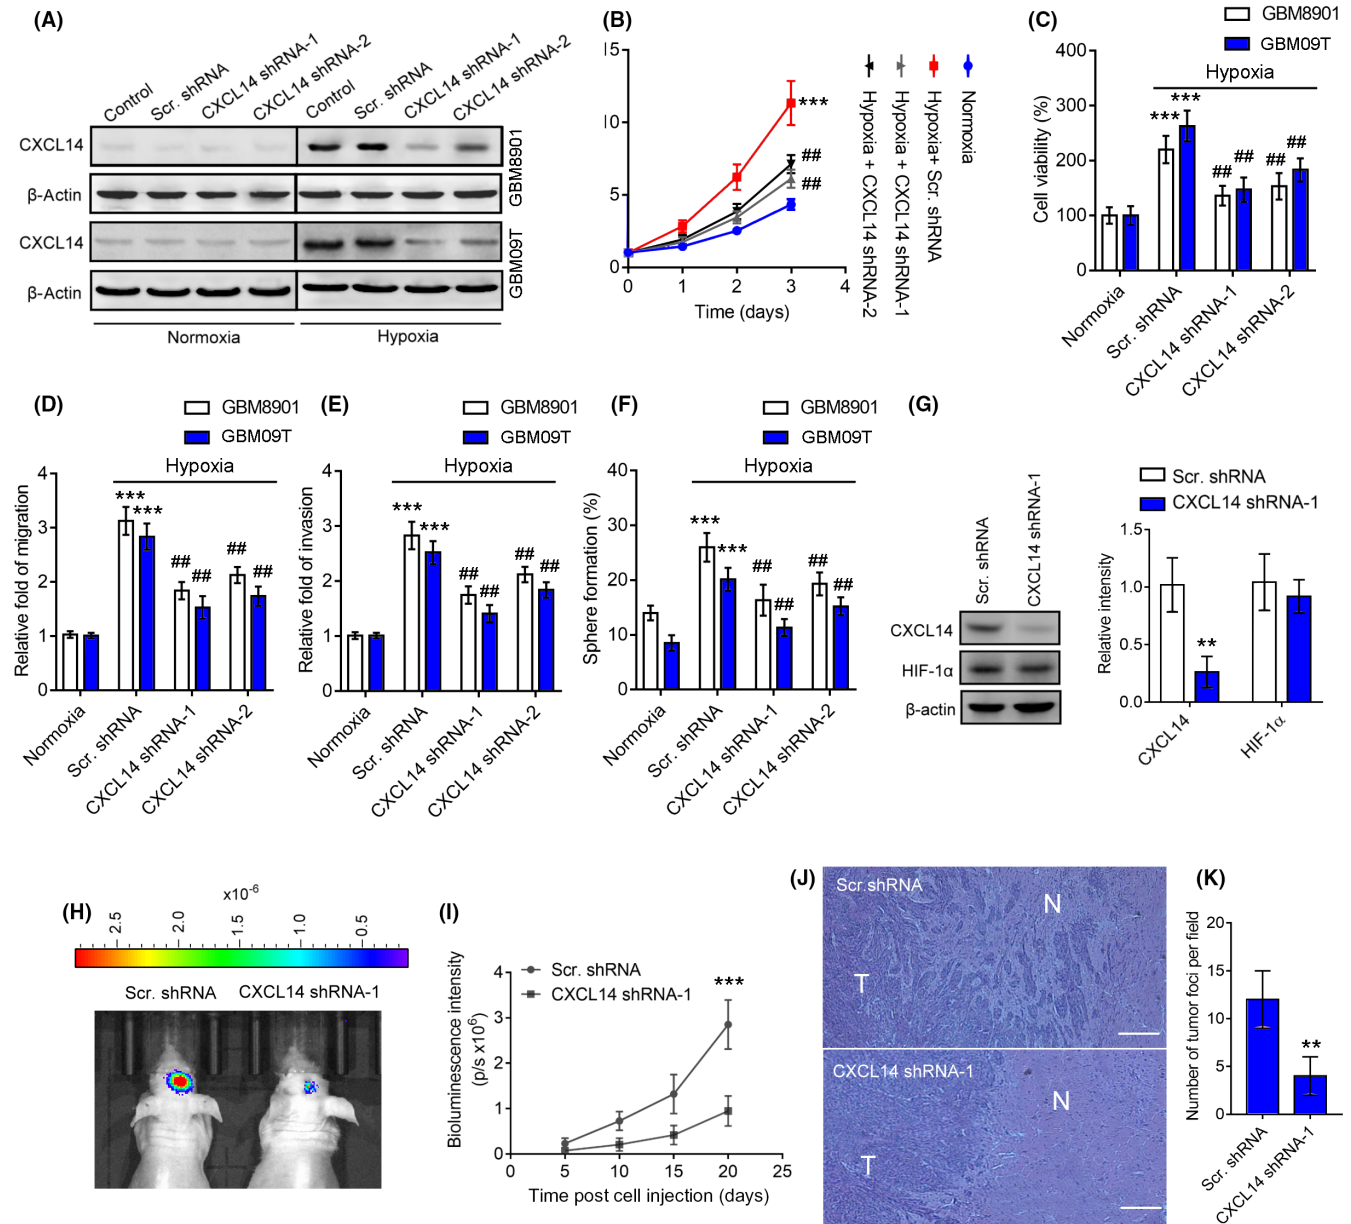 (A)
Control
Scr. shRNA
CXCL14 shRNA-1
CXCL14 shRNA-2
Control
Scr. shRNA
CXCL14 shRNA-1
CXCL14 shRNA-2
CXCL14
β-Actin
GBM8901
CXCL14
β-Actin
GBM09T
Normoxia
Hypoxia
(B)
15
10
5
0
0
1
2
3
4
Time (days)
***
##
##
Hypoxia + CXCL14 shRNA-2
Hypoxia + CXCL14 shRNA-1
Hypoxia+ Scr. shRNA
Normoxia
(C)
GBM8901
GBM09T
Hypoxia
Cell viability (%)
400
300
200
100
0
***
***
##
##
##
##
Normoxia
Scr. shRNA
CXCL14 shRNA-1
CXCL14 shRNA-2
(D)
GBM8901
GBM09T
Hypoxia
Relative fold of migration
4
3
2
1
0
***
***
##
##
##
##
Normoxia
Scr. shRNA
CXCL14 shRNA-1
CXCL14 shRNA-2
(E)
GBM8901
GBM09T
Hypoxia
Relative fold of invasion
4
3
2
1
0
***
***
##
##
##
##
Normoxia
Scr. shRNA
CXCL14 shRNA-1
CXCL14 shRNA-2
(F)
GBM8901
GBM09T
Hypoxia
Sphere formation (%)
40
30
20
10
0
***
***
##
##
##
##
Normoxia
Scr. shRNA
CXCL14 shRNA-1
CXCL14 shRNA-2
(G)
Scr. shRNA
CXCL14 shRNA-1
CXCL14
HIF-1α
β-actin
Scr. shRNA
CXCL14 shRNA-1
Relative intensity
1.5
1.0
0.5
0.0
**
CXCL14
HIF-1α
(H)
x10-6
2.5
2.0
1.5
1.0
0.5
Scr. shRNA
CXCL14 shRNA-1
(I)
Bioluminescence intensity
(p/s x106)
4
3
2
1
0
Scr. shRNA
CXCL14 shRNA-1
***
0
5
10
15
20
25
Time post cell injection (days)
(J)
Scr.shRNA
N
T
CXCL14 shRNA-1
N
T
(K)
Number of tumor foci per field
20
15
10
5
0
**
Scr. shRNA
CXCL14 shRNA-1